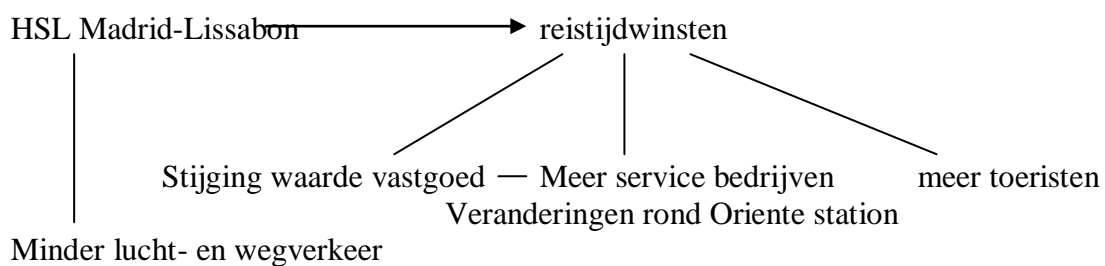 HSL Madrid-Lissabon reistijdwinsten
Stijging waarde vastgoed — Meer service bedrijven meer toeristen
Veranderingen rond Oriente station
Minder lucht- en wegverkeer